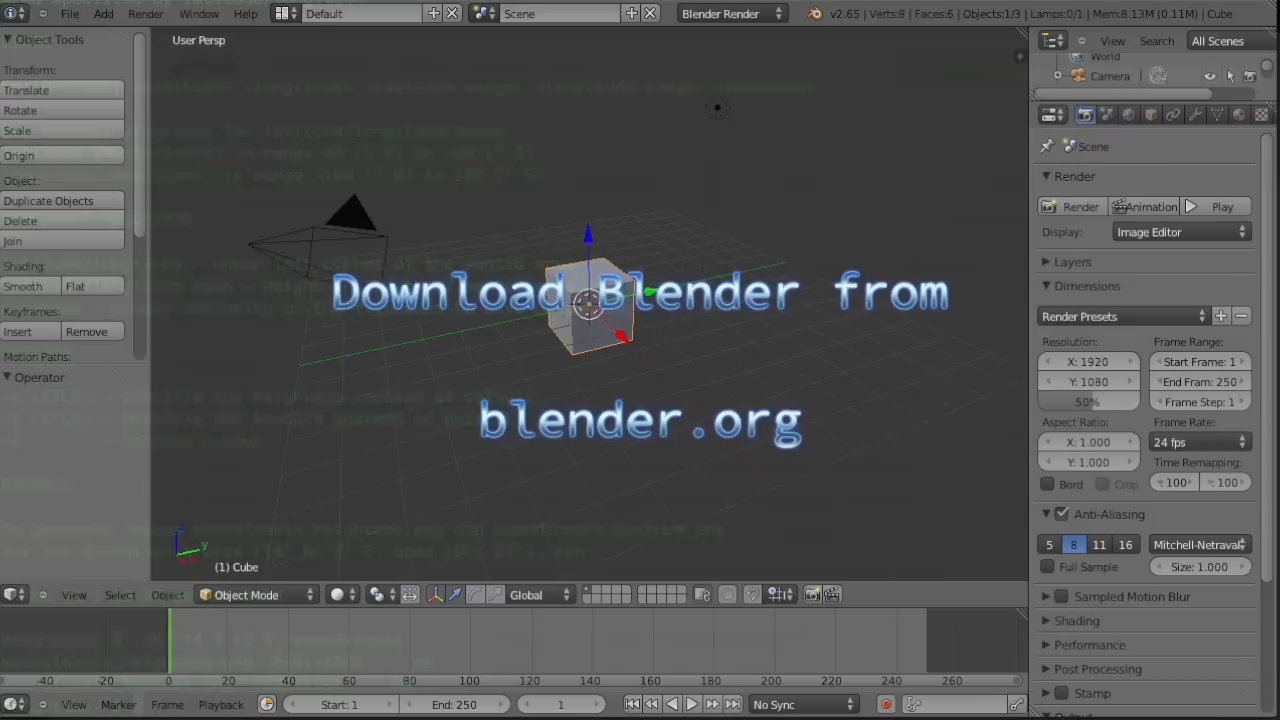 File Add Render Window Help Default Scene Blender Render v2.65 | Verts:8 | Faces:6 | Objects:1/3 | Lamps:0/1 | Mem:8.13M (0.11M) | Cube
Object Tools
Transform:
Translate
Rotate
Scale
Origin
Object:
Duplicate Objects
Delete
Join
Shading:
Smooth Flat
Keyframes:
Insert Remove
Motion Paths:
Operator
User Persp
Download Blender from
blender.org
z
y
(1) Cube
View Search All Scenes
World
Camera
Scene
Render
Render Animation Play
Display: Image Editor
Layers
Dimensions
Render Presets
Resolution: Frame Range:
X: 1920 Start Frame: 1
Y: 1080 End Fram: 250
50% Frame Step: 1
Aspect Ratio: Frame Rate:
X: 1.000 24 fps
Y: 1.000 Time Remapping:
Bord Crop : 100 : 100
Anti-Aliasing
5 8 11 16 Mitchell-Netraval
Full Sample Size: 1.000
Sampled Motion Blur
Shading
Performance
Post Processing
Stamp
View Select Object Object Mode Global
-40 -20 0 20 40 60 80 100 120 140 160 180 200 220 240 260
View Marker Frame Playback Start: 1 End: 250 1 No Sync